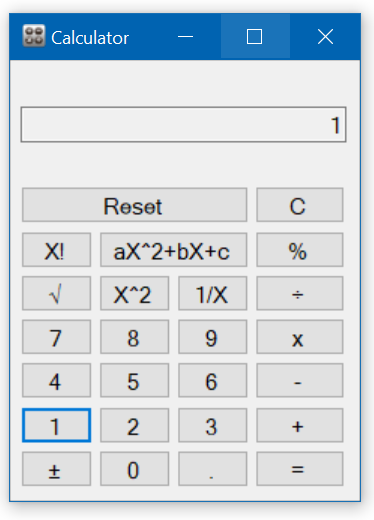 Calculator
1
Reset C
X! aX^2+bX+c %
√ X^2 1/X ÷
7 8 9 x
4 5 6 -
1 2 3 +
± 0 . =